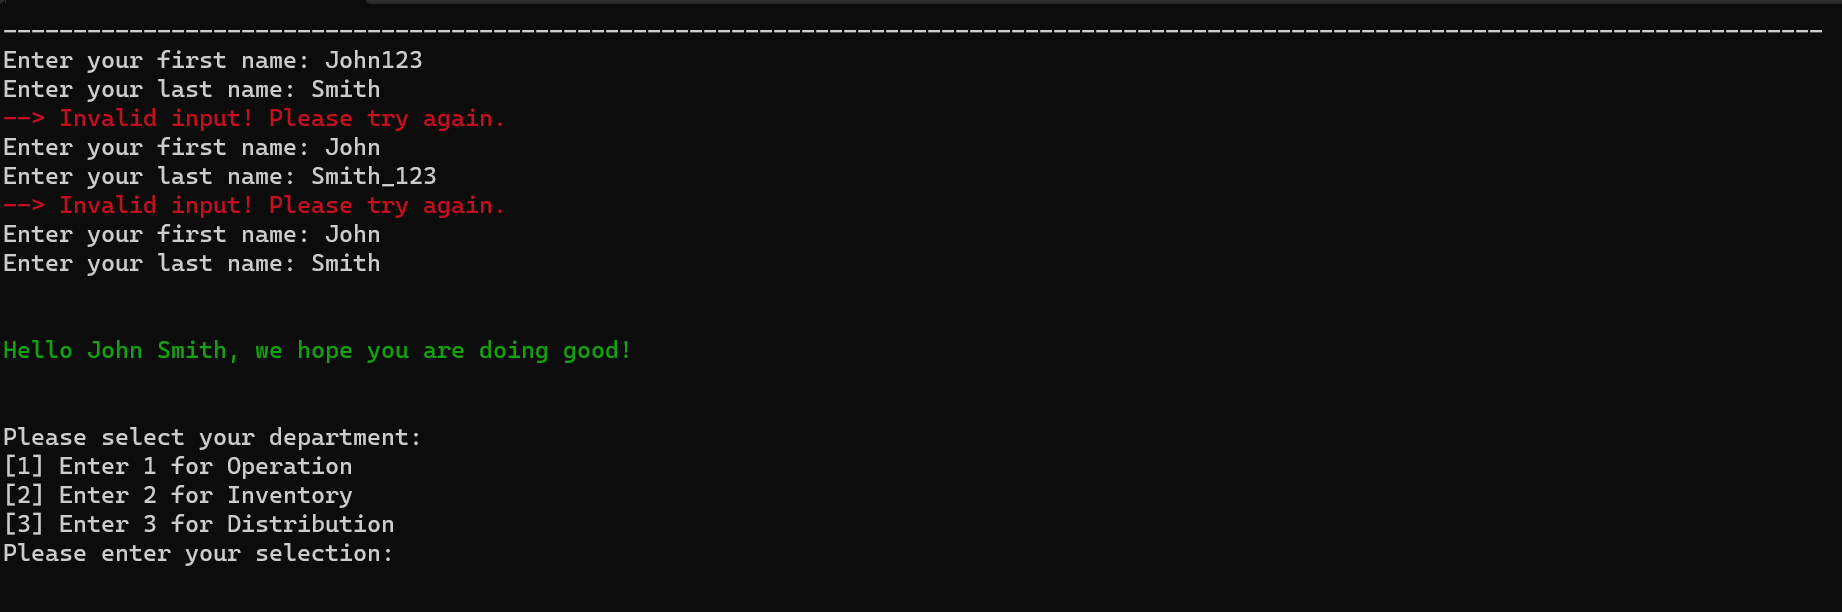 ----------------------------------------------------------------------------------------------------------------------------------
Enter your first name: John123
Enter your last name: Smith
--> Invalid input! Please try again.
Enter your first name: John
Enter your last name: Smith_123
--> Invalid input! Please try again.
Enter your first name: John
Enter your last name: Smith
Hello John Smith, we hope you are doing good!
Please select your department:
[1] Enter 1 for Operation
[2] Enter 2 for Inventory
[3] Enter 3 for Distribution
Please enter your selection: